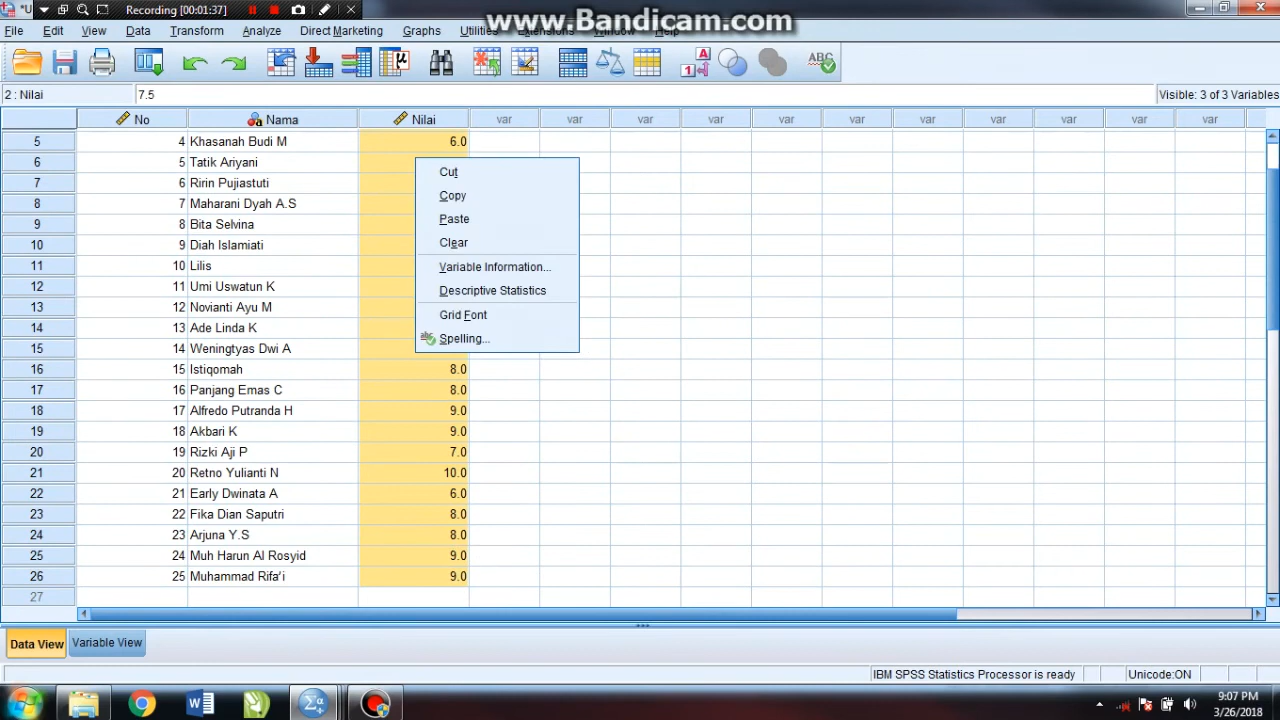 *U
Recording [00:01:37]
www.Bandicam.com
File Edit View Data Transform Analyze Direct Marketing Graphs Utilities Extensions Window Help
2 : Nilai 7.5 Visible: 3 of 3 Variables
No Nama Nilai var var var var var var var var var var var
5 4 Khasanah Budi M 6.0
6 5 Tatik Ariyani
7 6 Ririn Pujiastuti
8 7 Maharani Dyah A.S
9 8 Bita Selvina
10 9 Diah Islamiati
11 10 Lilis
12 11 Umi Uswatun K
13 12 Novianti Ayu M
14 13 Ade Linda K
15 14 Weningtyas Dwi A
16 15 Istiqomah 8.0
17 16 Panjang Emas C 8.0
18 17 Alfredo Putranda H 9.0
19 18 Akbari K 9.0
20 19 Rizki Aji P 7.0
21 20 Retno Yulianti N 10.0
22 21 Early Dwinata A 6.0
23 22 Fika Dian Saputri 8.0
24 23 Arjuna Y.S 8.0
25 24 Muh Harun Al Rosyid 9.0
26 25 Muhammad Rifa'i 9.0
27
Cut
Copy
Paste
Clear
Variable Information...
Descriptive Statistics
Grid Font
Spelling...
Data View Variable View
IBM SPSS Statistics Processor is ready Unicode:ON
9:07 PM
3/26/2018